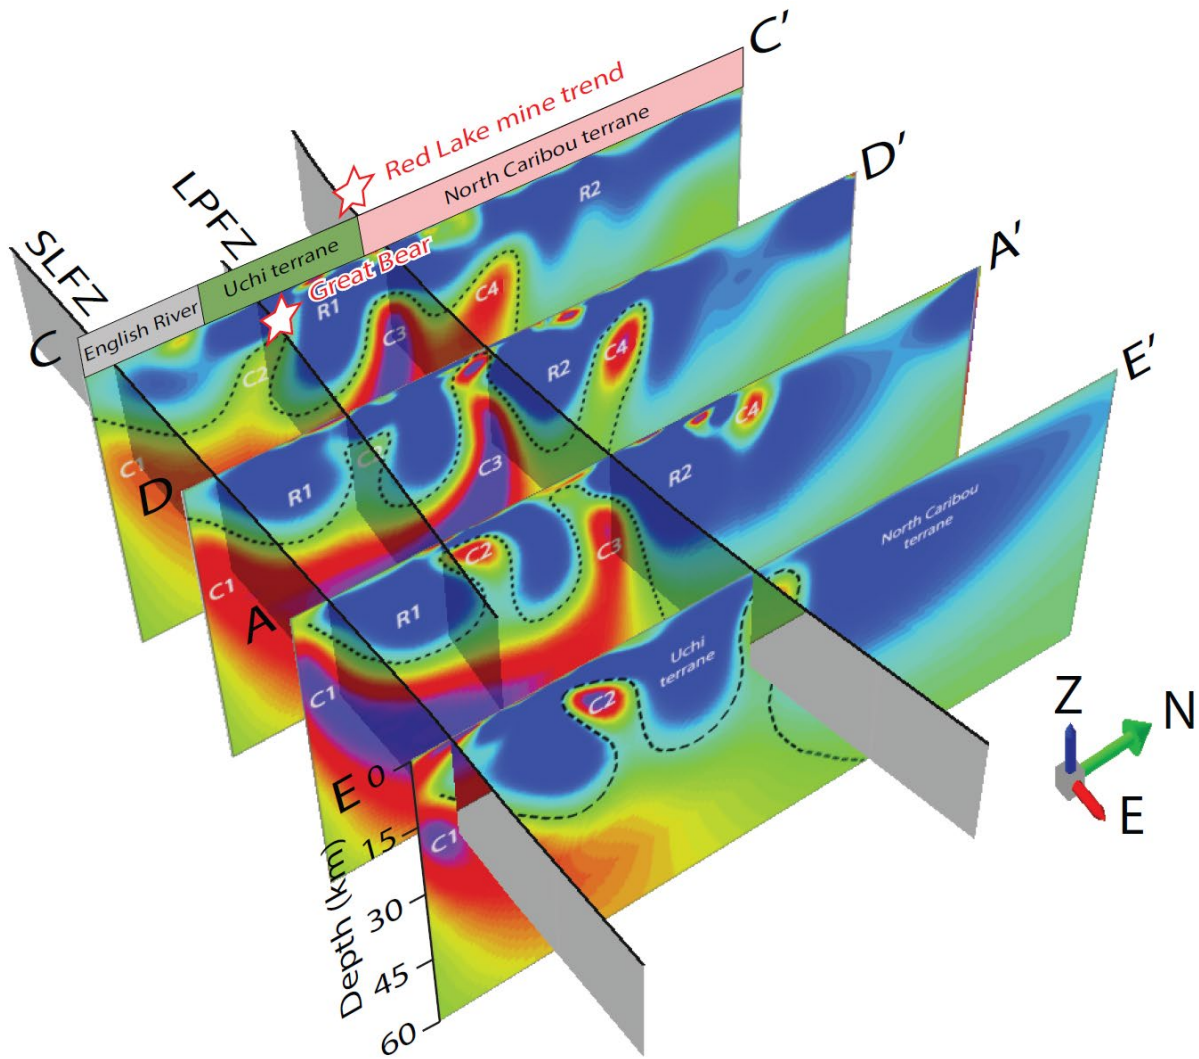 C′
Red Lake mine trend
North Caribou terrane
D′
LPFZ
R2
SLFZ
Uchi terrane
Great Bear
A′
C
English River
R1
C4
C3
C2
E′
C1
D
R2
C4
R1
C3
C4
R2
North Caribou
terrane
A
C1
R1
C2
C3
Uchi
terrane
C1
C2
E
C1
Depth (km)
0
15
30
45
60
Z
N
E